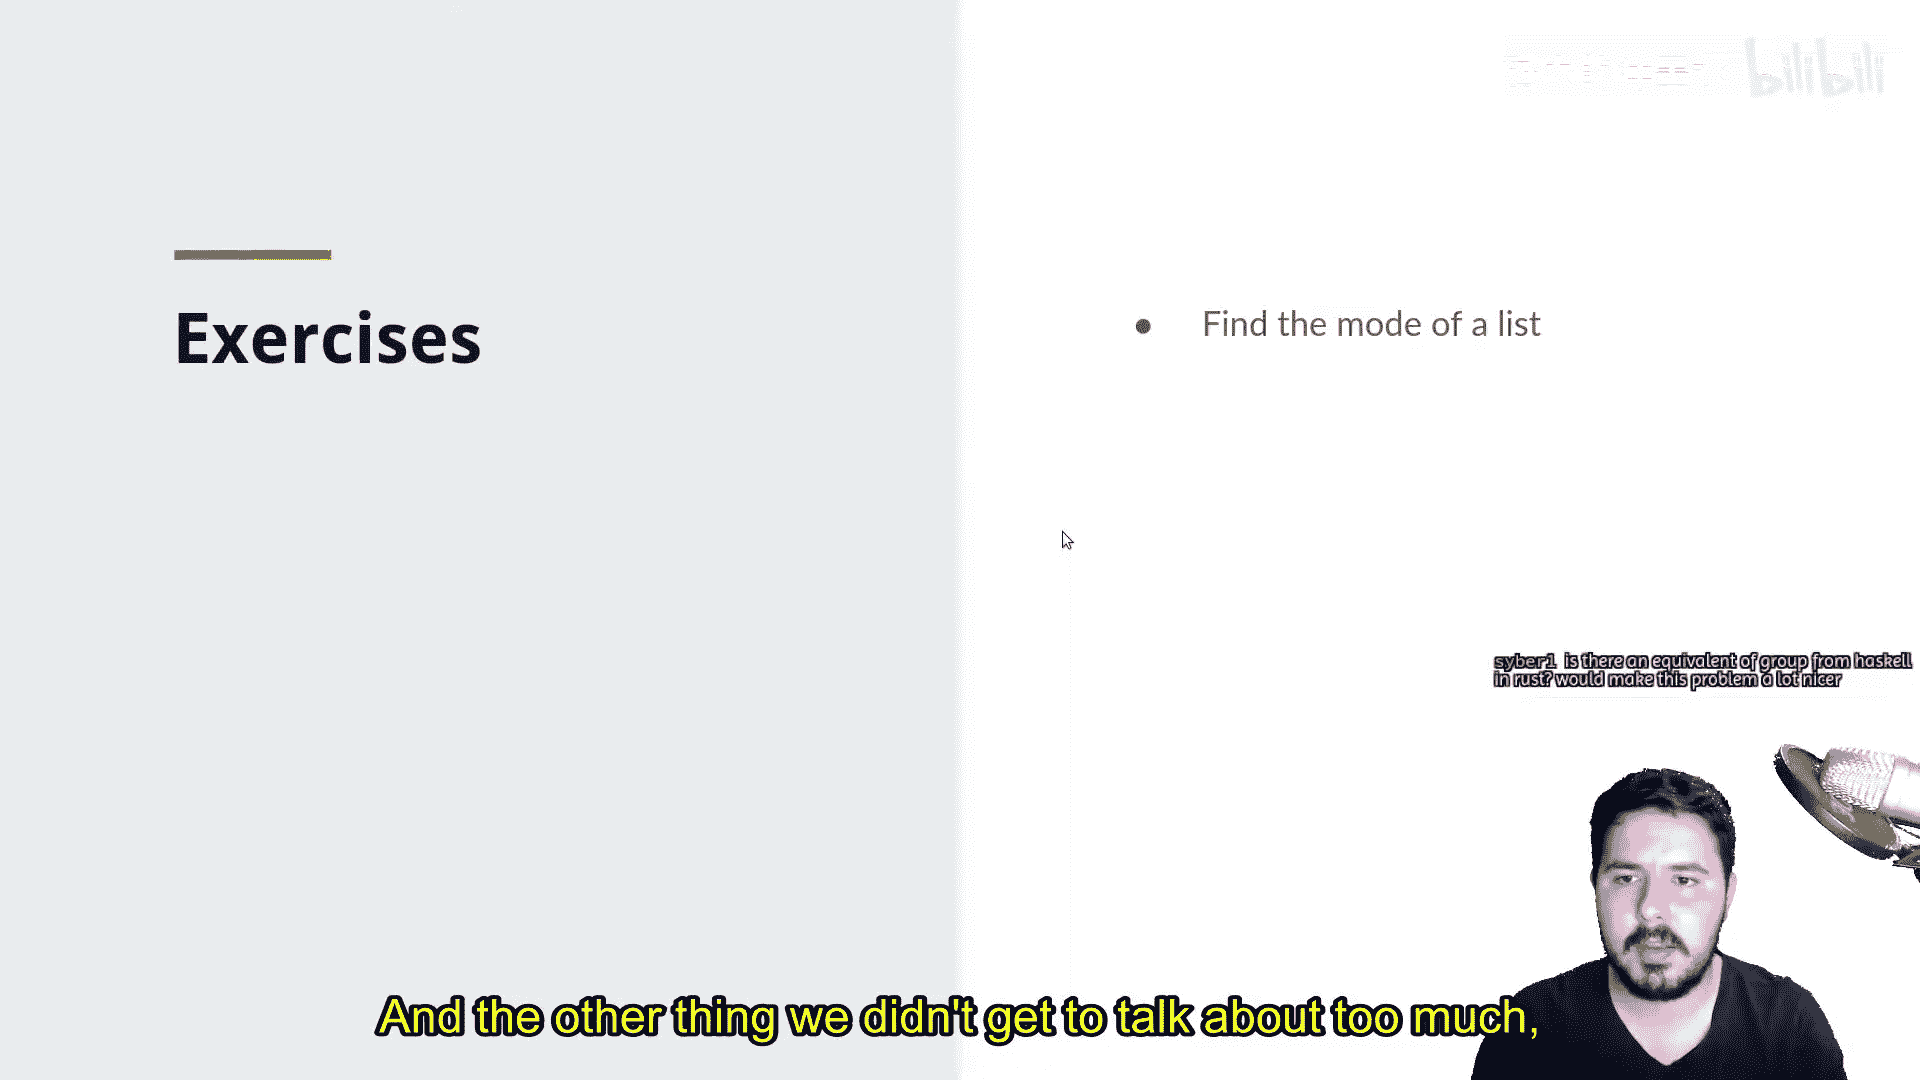 bilibili
Exercises
Find the mode of a list
syber1 is there an equivalent of group from haskell
in rust? would make this problem a lot nicer
And the other thing we didn't get to talk about too much,